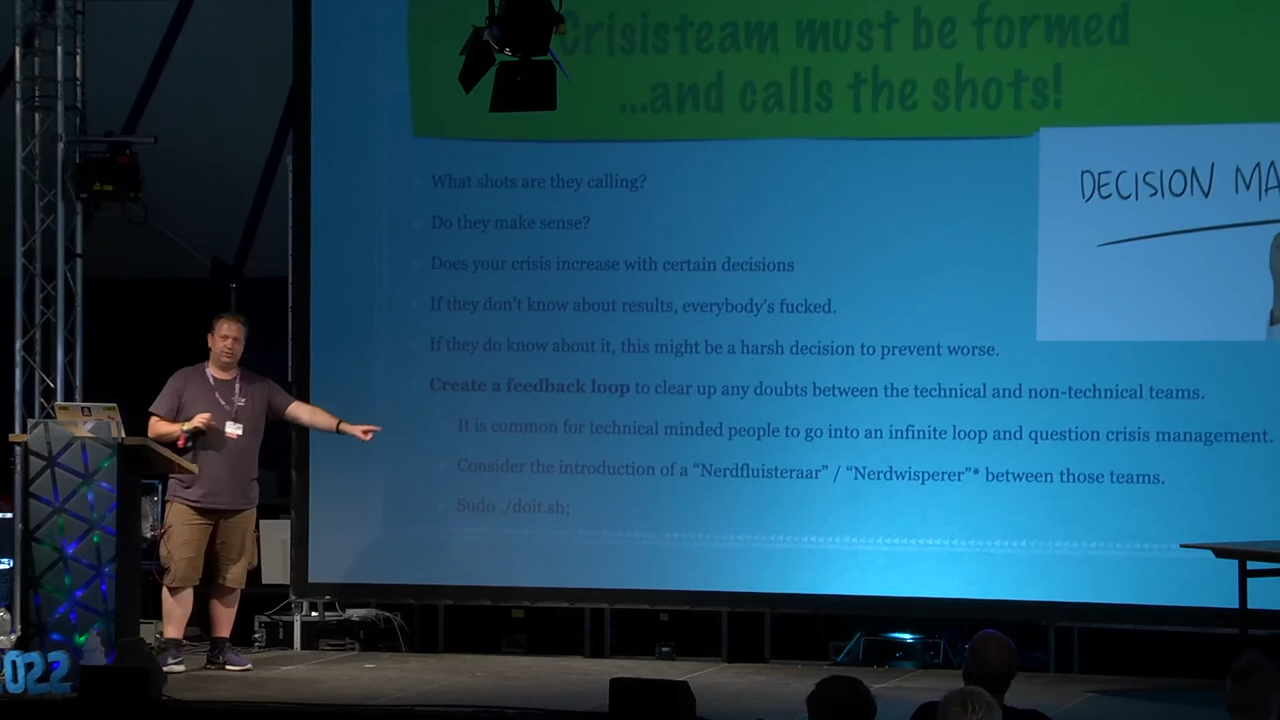 Crisisteam must be formed
...and calls the shots!
DECISION MA
What shots are they calling?
Do they make sense?
Does your crisis increase with certain decisions
If they don't know about results, everybody's fucked.
If they do know about it, this might be a harsh decision to prevent worse.
Create a feedback loop to clear up any doubts between the technical and non-technical teams.
It is common for technical minded people to go into an infinite loop and question crisis management.
Consider the introduction of a “Nerdfluisteraar” / “Nerdwisperer”* between those teams.
Sudo ./doit.sh;
2022